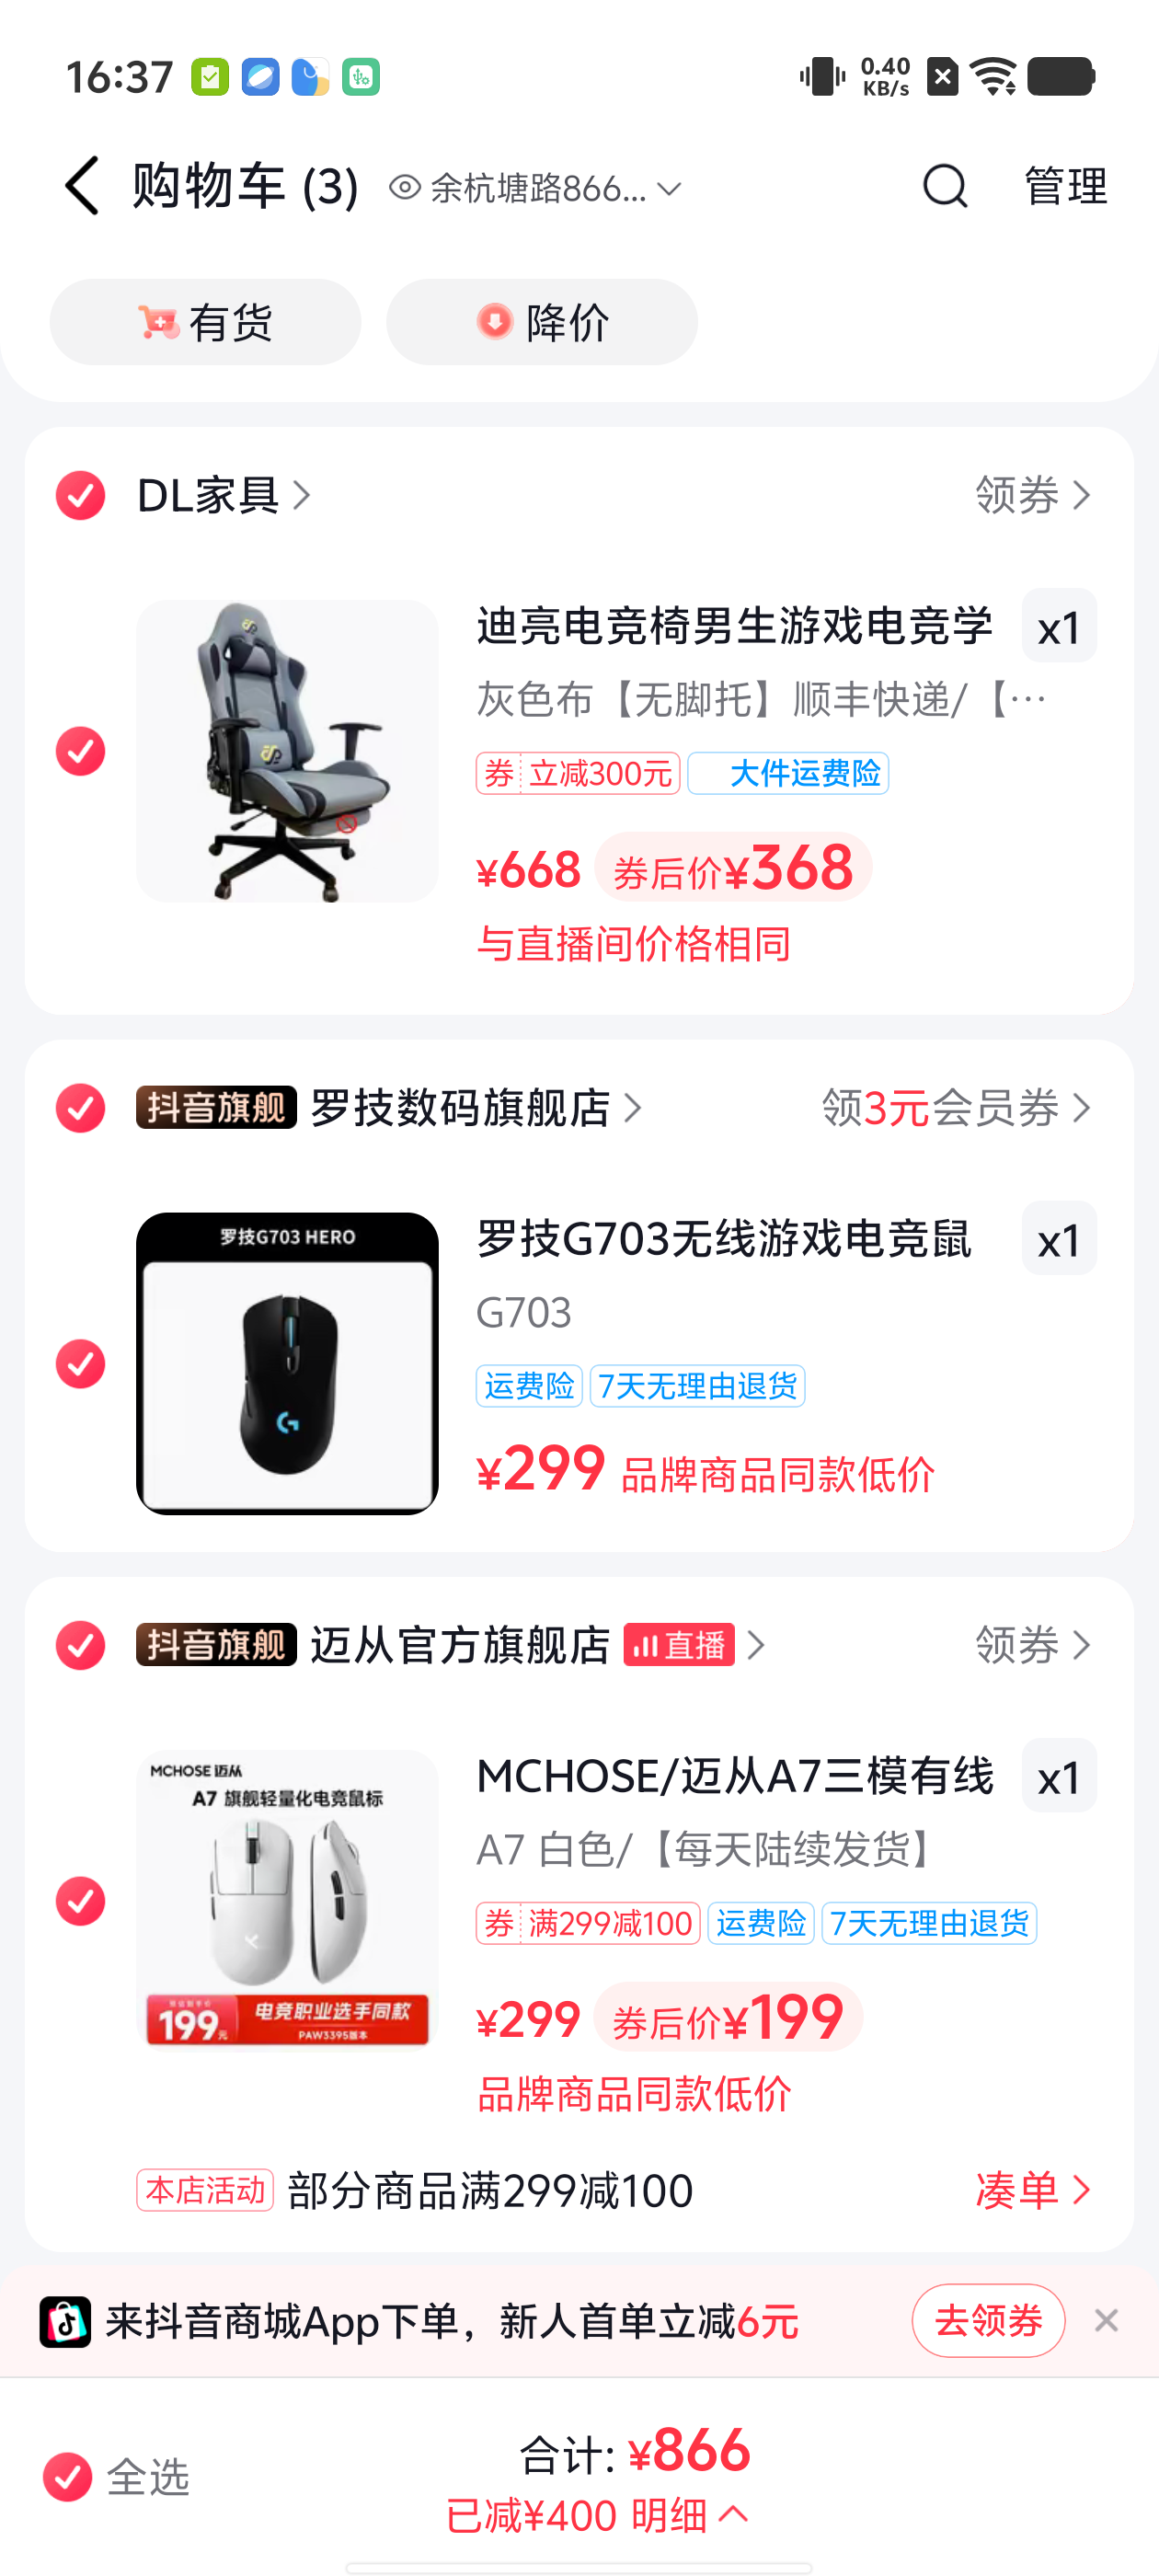 16:37
0.40
KB/s
购物车 (3) 余杭塘路866...
管理
有货
降价
DL家具
领券
迪亮电竞椅男生游戏电竞学
x1
灰色布【无脚托】顺丰快递/【…
券 立减300元 大件运费险
¥668 券后价¥368
与直播间价格相同
抖音旗舰 罗技数码旗舰店
领3元会员券
罗技G703 HERO
罗技G703无线游戏电竞鼠
x1
G703
运费险 7天无理由退货
¥299 品牌商品同款低价
抖音旗舰 迈从官方旗舰店 直播
领券
MCHOSE 迈从
A7 旗舰轻量化电竞鼠标
199元
电竞职业选手同款
PAW3395版本
MCHOSE/迈从A7三模有线
x1
A7 白色/【每天陆续发货】
券 满299减100 运费险 7天无理由退货
¥299 券后价¥199
品牌商品同款低价
本店活动 部分商品满299减100
凑单
来抖音商城App下单，新人首单立减6元
去领券
全选
合计: ¥866
已减¥400 明细